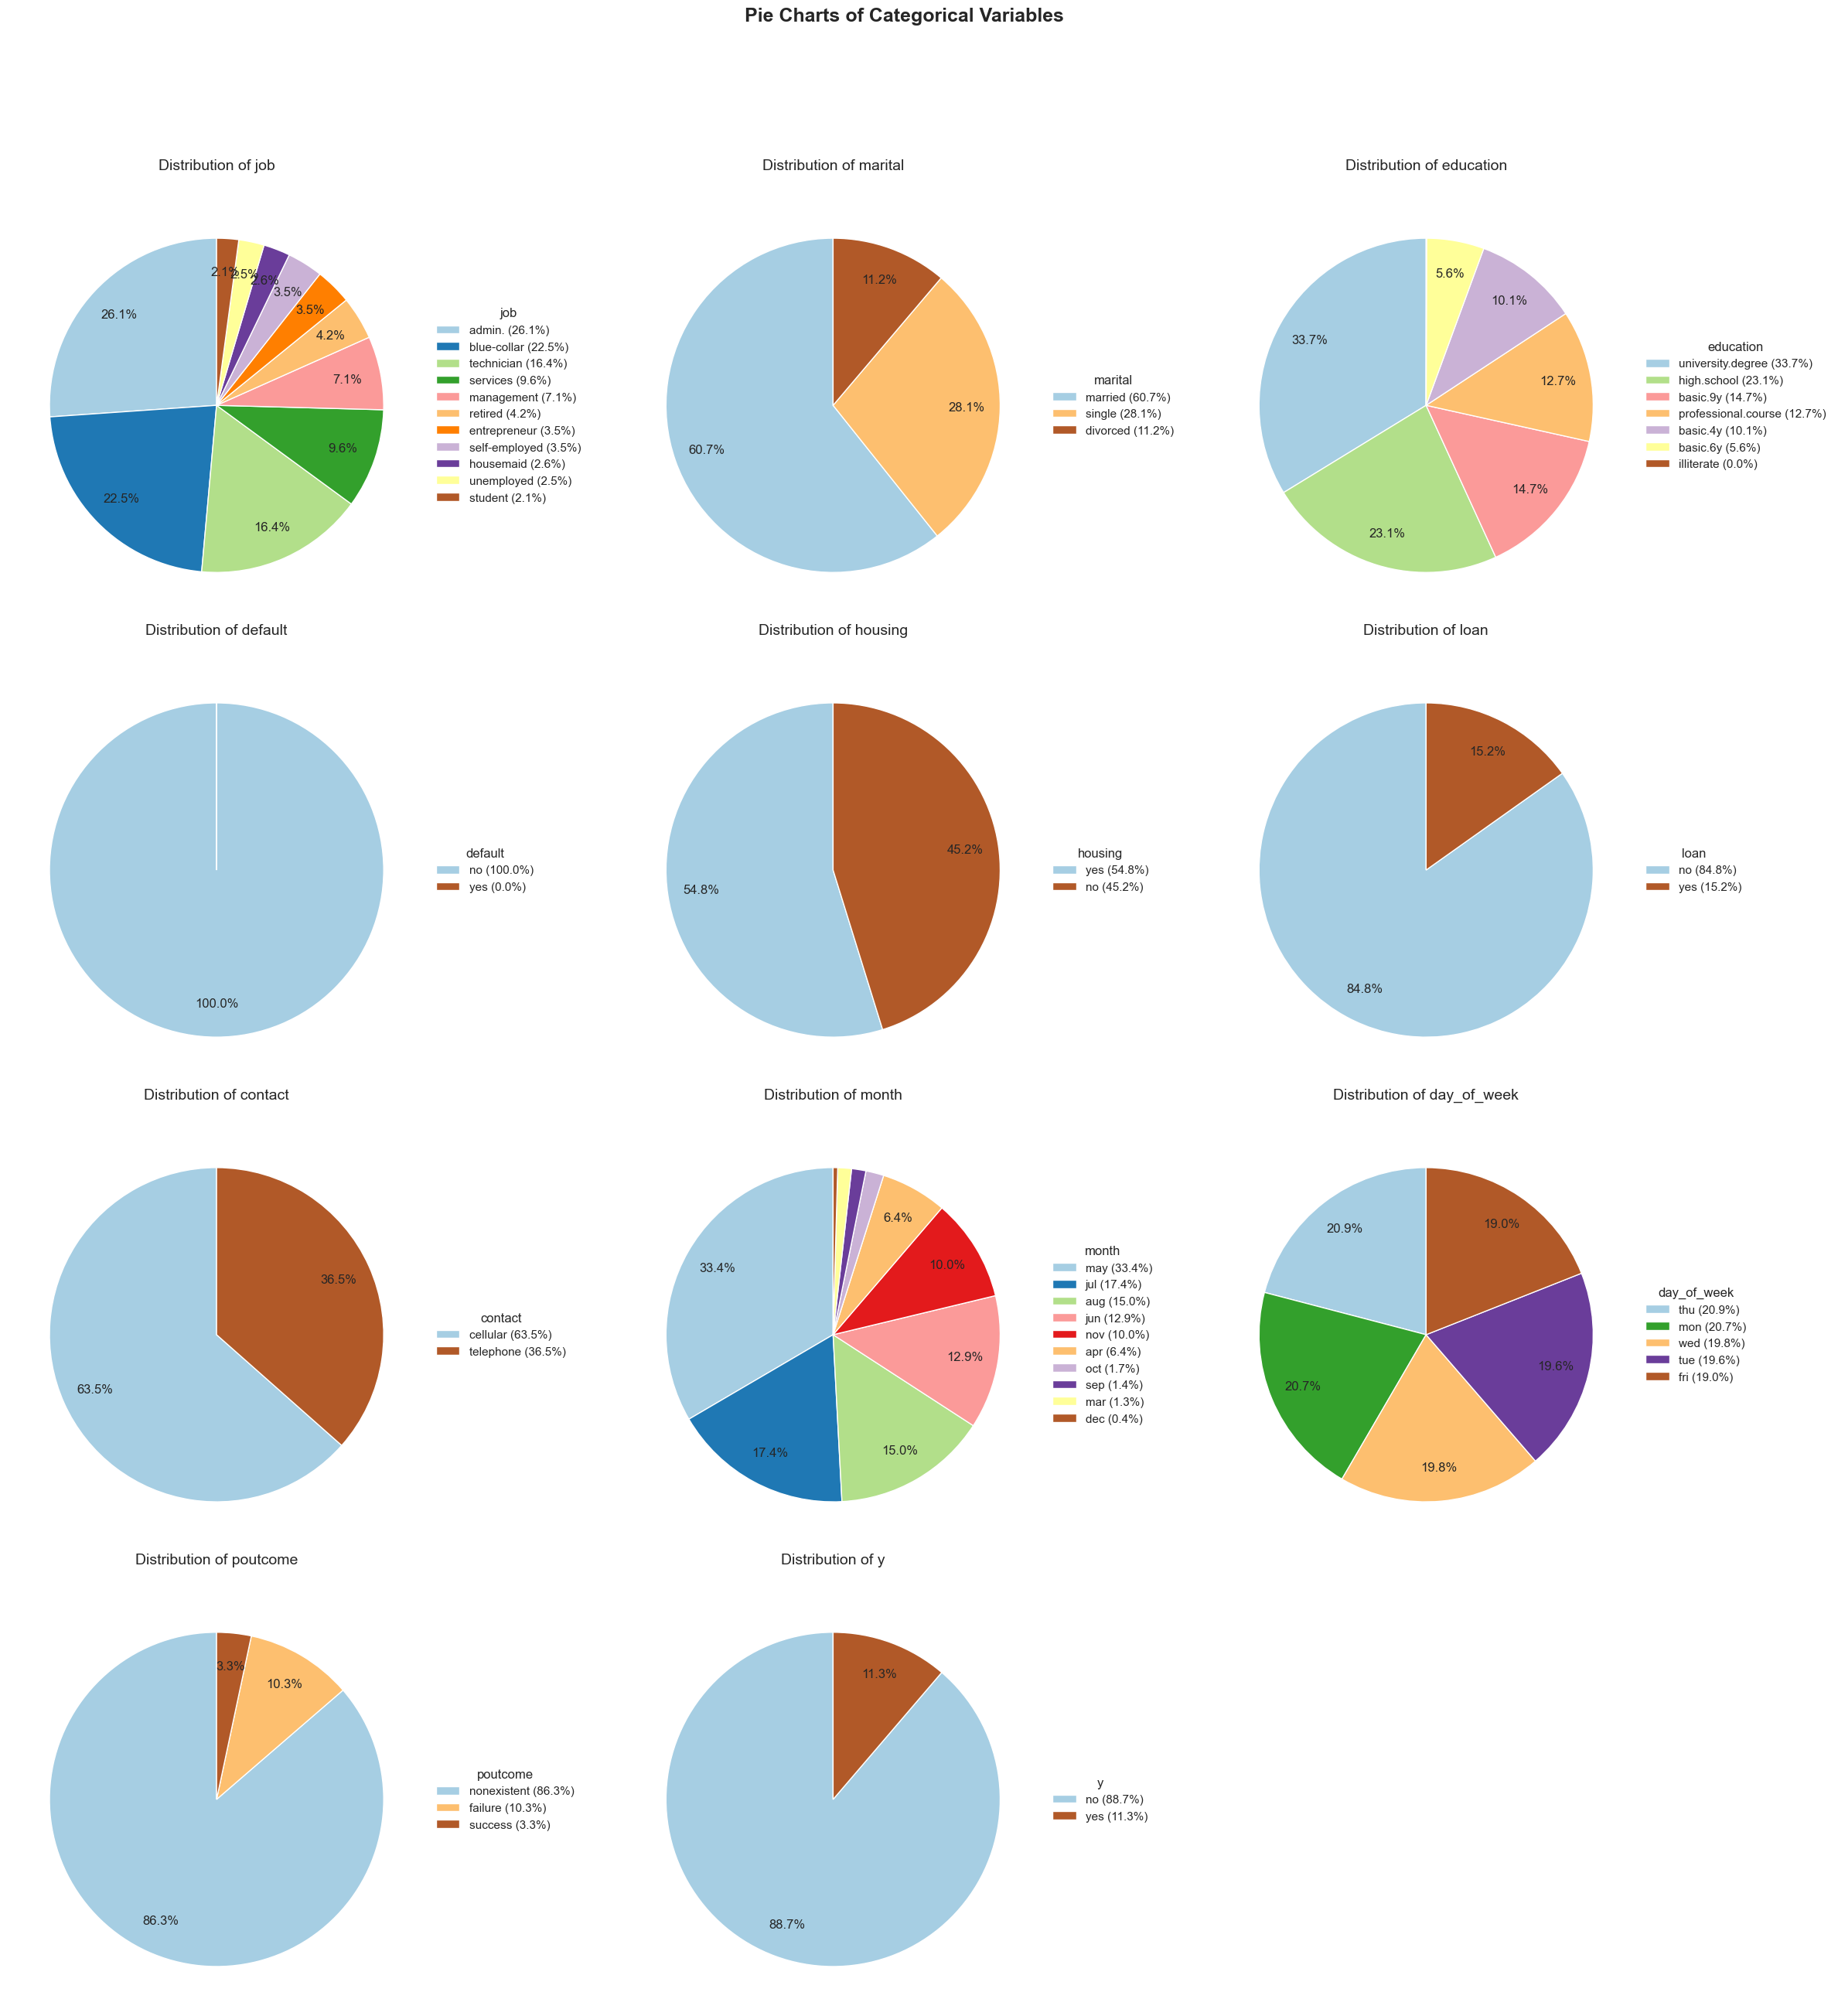 Pie Charts of Categorical Variables
Distribution of job
26.1%
22.5%
16.4%
9.6%
7.1%
4.2%
3.5%
3.5%
2.6%
2.5%
2.1%
job
admin. (26.1%)
blue-collar (22.5%)
technician (16.4%)
services (9.6%)
management (7.1%)
retired (4.2%)
entrepreneur (3.5%)
self-employed (3.5%)
housemaid (2.6%)
unemployed (2.5%)
student (2.1%)
Distribution of marital
60.7%
28.1%
11.2%
marital
married (60.7%)
single (28.1%)
divorced (11.2%)
Distribution of education
33.7%
23.1%
14.7%
12.7%
10.1%
5.6%
education
university.degree (33.7%)
high.school (23.1%)
basic.9y (14.7%)
professional.course (12.7%)
basic.4y (10.1%)
basic.6y (5.6%)
illiterate (0.0%)
Distribution of default
100.0%
default
no (100.0%)
yes (0.0%)
Distribution of housing
54.8%
45.2%
housing
yes (54.8%)
no (45.2%)
Distribution of loan
84.8%
15.2%
loan
no (84.8%)
yes (15.2%)
Distribution of contact
63.5%
36.5%
contact
cellular (63.5%)
telephone (36.5%)
Distribution of month
33.4%
17.4%
15.0%
12.9%
10.0%
6.4%
month
may (33.4%)
jul (17.4%)
aug (15.0%)
jun (12.9%)
nov (10.0%)
apr (6.4%)
oct (1.7%)
sep (1.4%)
mar (1.3%)
dec (0.4%)
Distribution of day_of_week
20.9%
20.7%
19.8%
19.6%
19.0%
day_of_week
thu (20.9%)
mon (20.7%)
wed (19.8%)
tue (19.6%)
fri (19.0%)
Distribution of poutcome
86.3%
10.3%
3.3%
poutcome
nonexistent (86.3%)
failure (10.3%)
success (3.3%)
Distribution of y
88.7%
11.3%
y
no (88.7%)
yes (11.3%)